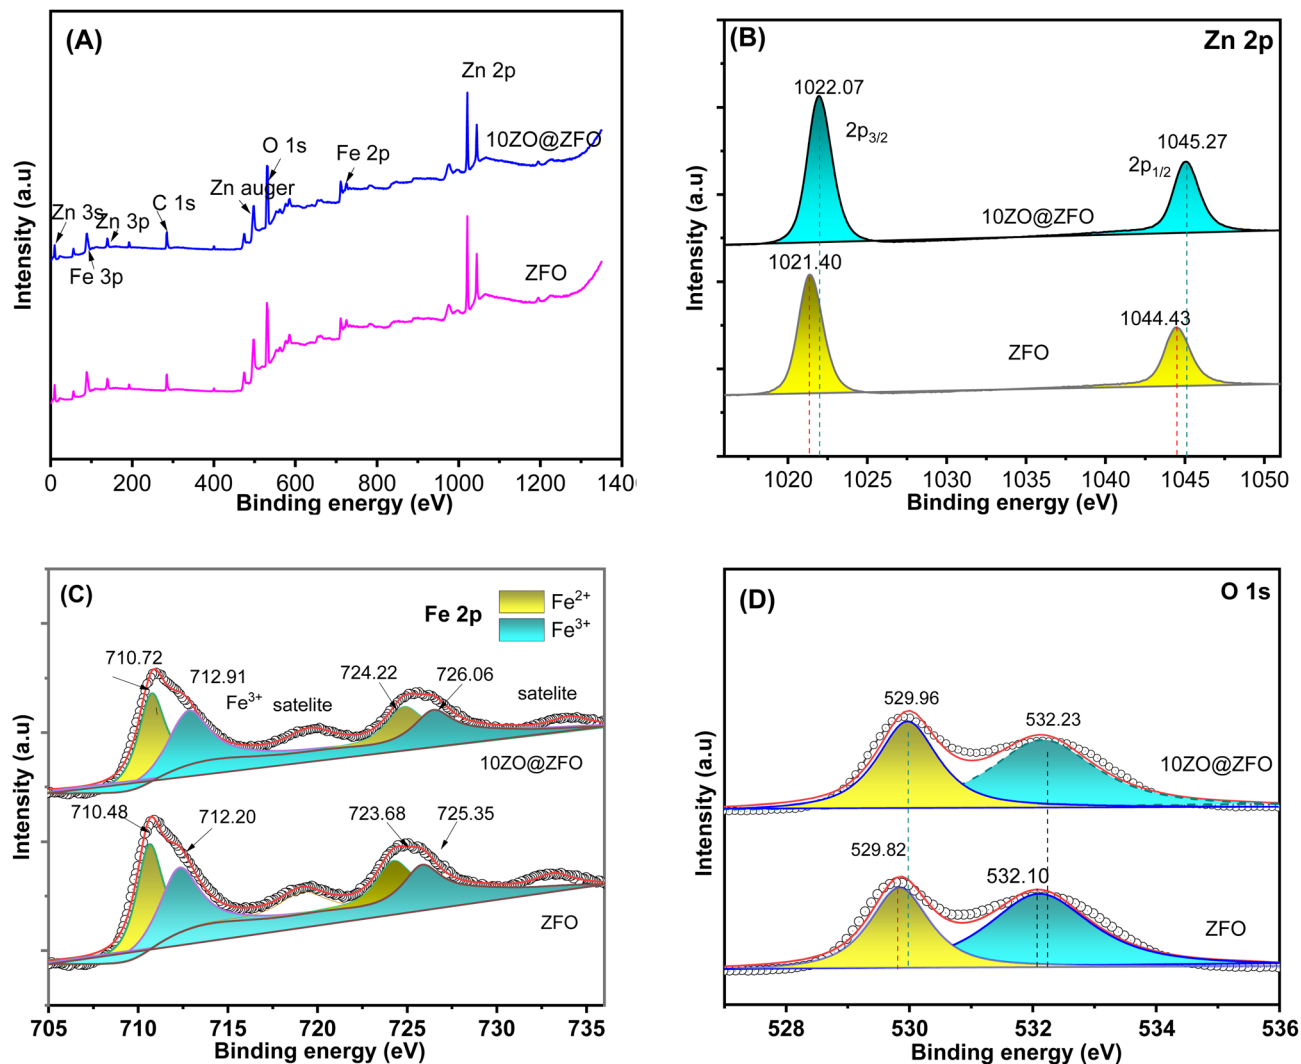 (A)
Zn 2p
10ZO@ZFO
O 1s
Fe 2p
Zn auger
C 1s
Zn 3s
Zn 3p
Fe 3p
ZFO
Intensity (a.u)
0 200 400 600 800 1000 1200 140
Binding energy (eV)
(B)
Zn 2p
1022.07
2p3/2
1045.27
2p1/2
10ZO@ZFO
1021.40
1044.43
ZFO
Intensity (a.u)
1020 1025 1030 1035 1040 1045 1050
Binding energy (eV)
(C)
Fe 2p
Fe2+
Fe3+
710.72
712.91
Fe3+ satelite
724.22
726.06
satelite
10ZO@ZFO
710.48
712.20
723.68
725.35
ZFO
Intensity (a.u)
705 710 715 720 725 730 735
Binding energy (eV)
(D)
O 1s
529.96
532.23
10ZO@ZFO
529.82
532.10
ZFO
Intensity (a.u)
528 530 532 534 536
Binding energy (eV)